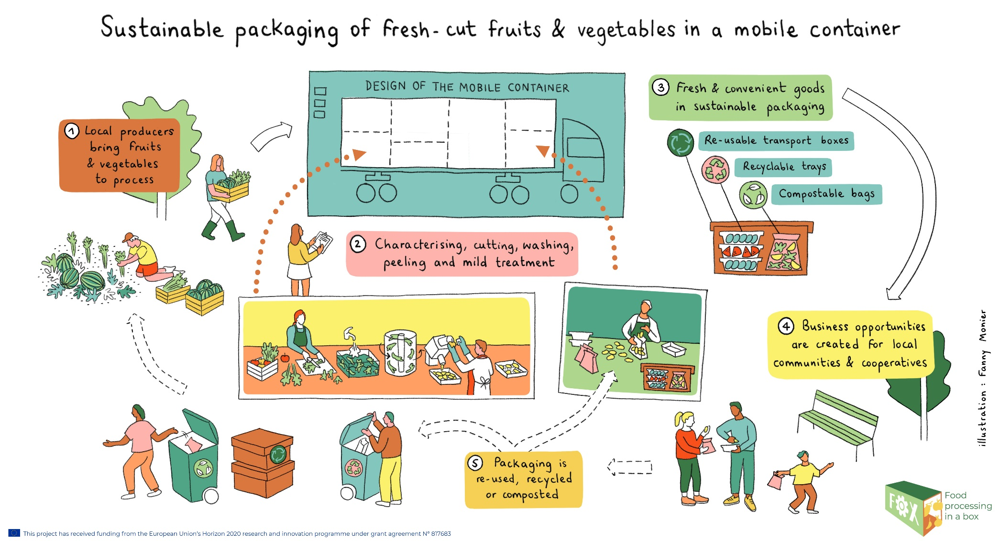 Sustainable packaging of fresh-cut fruits & vegetables in a mobile container
1 Local producers
bring fruits
& vegetables
to process
DESIGN OF THE MOBILE CONTAINER
2 Characterising, cutting, washing,
peeling and mild treatment
3 Fresh & convenient goods
in sustainable packaging
Re-usable transport boxes
Recyclable trays
Compostable bags
4 Business opportunities
are created for local
communities & cooperatives
5 Packaging is
re-used, recycled
or composted
illustration : Fanny Monier
FOX
Food
processing
in a box
This project has received funding from the European Union's Horizon 2020 research and innovation programme under grant agreement N° 817683